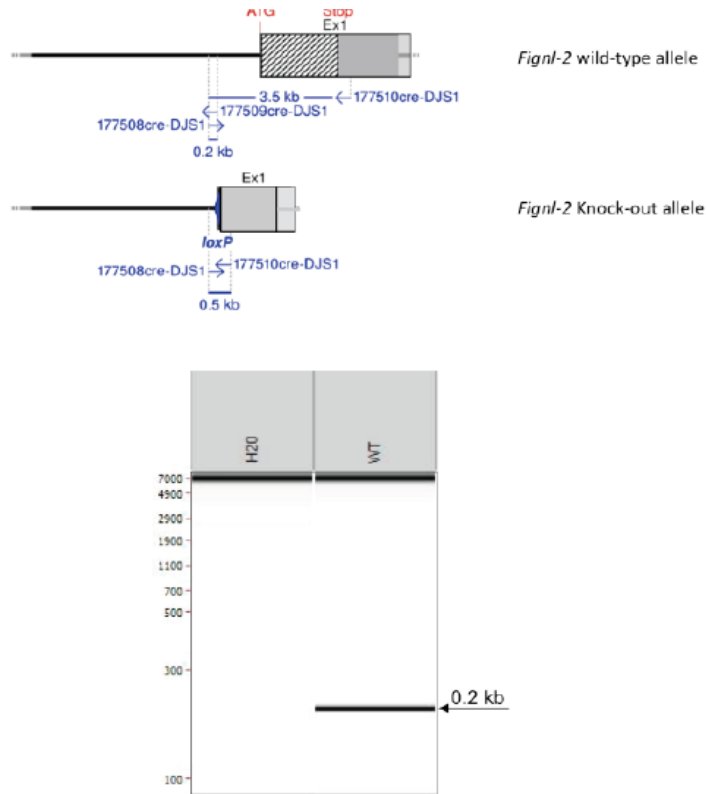 ATG Stop
Ex1
Fignl-2 wild-type allele
3.5 kb 177510cre-DJS1
177509cre-DJS1
177508cre-DJS1
0.2 kb
Ex1
Fignl-2 Knock-out allele
loxP
177510cre-DJS1
177508cre-DJS1
0.5 kb
H20
WT
7000
4900
2900
1900
1100
700
500
300
0.2 kb
100